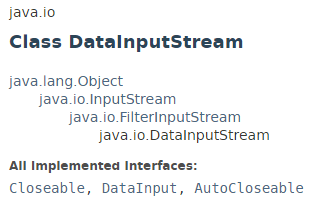 java.io
Class DataInputStream
java.lang.Object
java.io.InputStream
java.io.FilterInputStream
java.io.DataInputStream
All Implemented Interfaces:
Closeable, DataInput, AutoCloseable